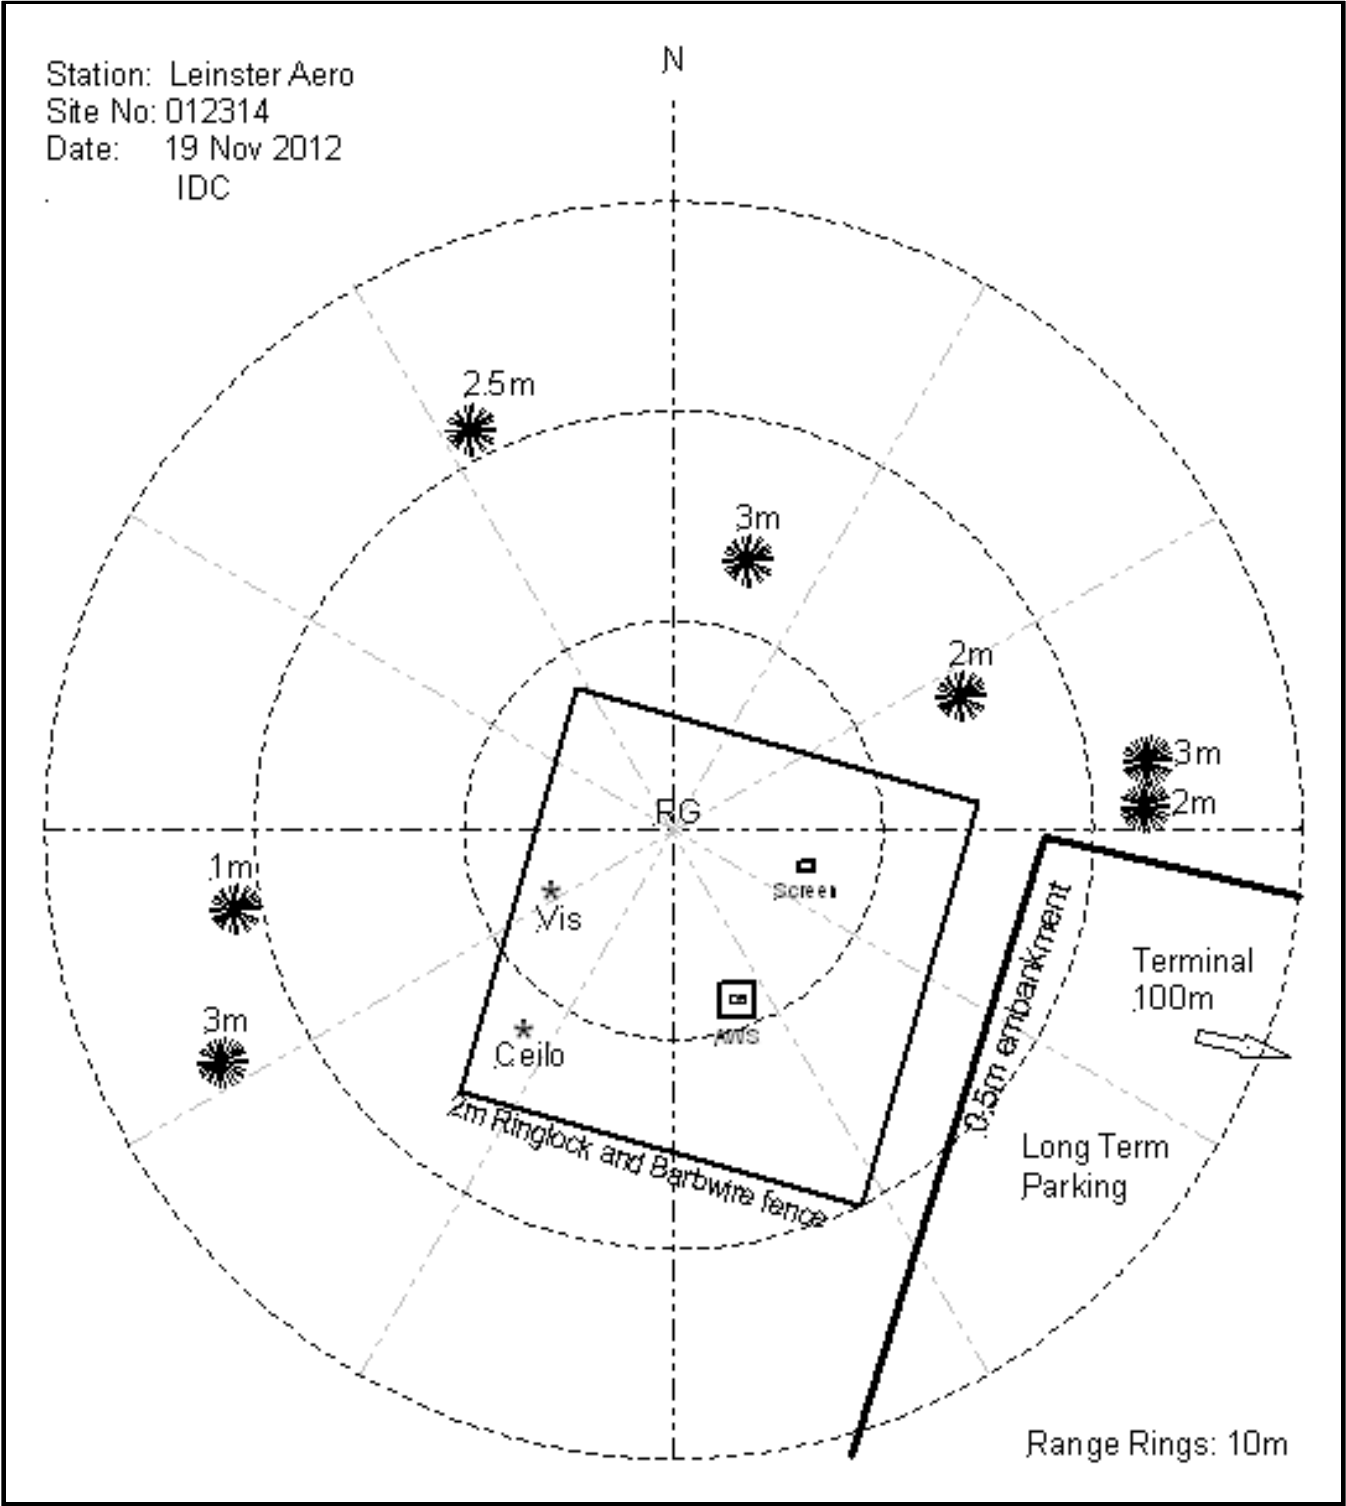 N
Station: Leinster Aero
Site No: 012314
Date: 19 Nov 2012
IDC
2.5m
3m
2m
3m
2m
RG
1m
Screen
Vis
0.5m embankment
Terminal
100m
3m
AWS
Ceilo
2m Ringlock and Barbwire fence
Long Term
Parking
Range Rings: 10m